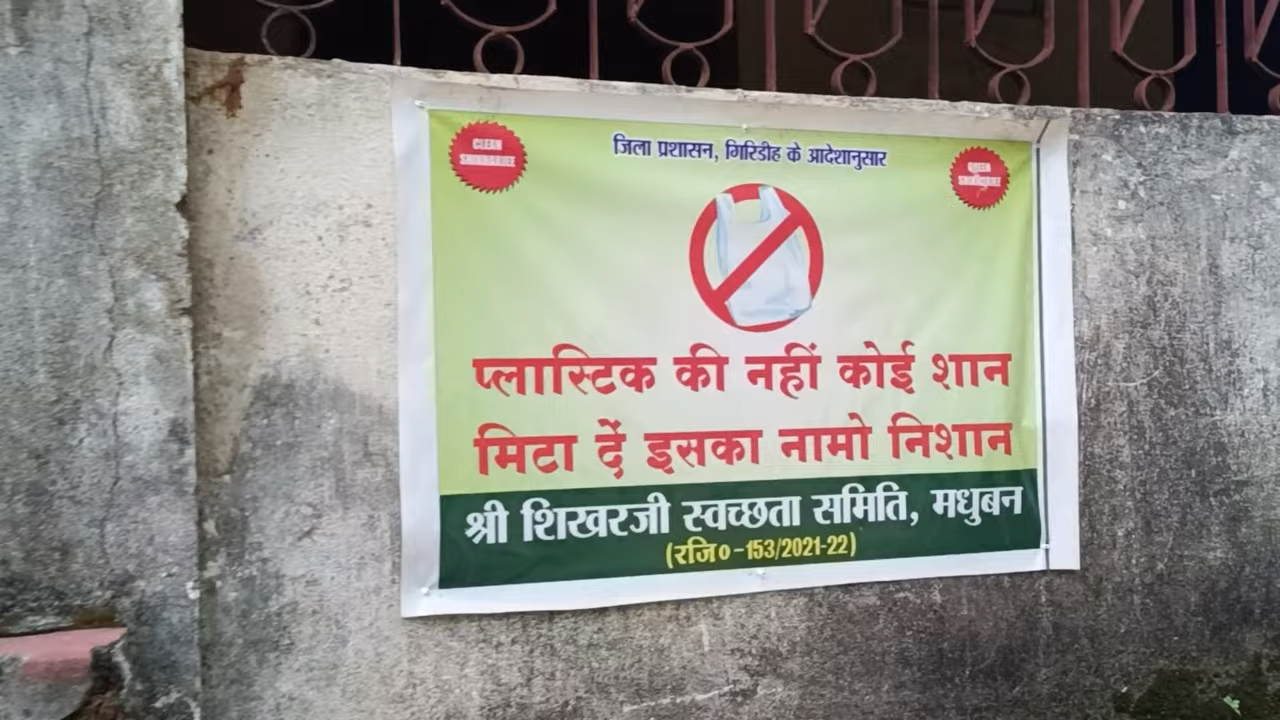 जिला प्रशासन, गिरिडीह के आदेशानुसार
प्लास्टिक की नहीं कोई शान
मिटा दें इसका नामो निशान
श्री शिखरजी स्वच्छता समिति, मधुबन
(रजि०-153/2021-22)